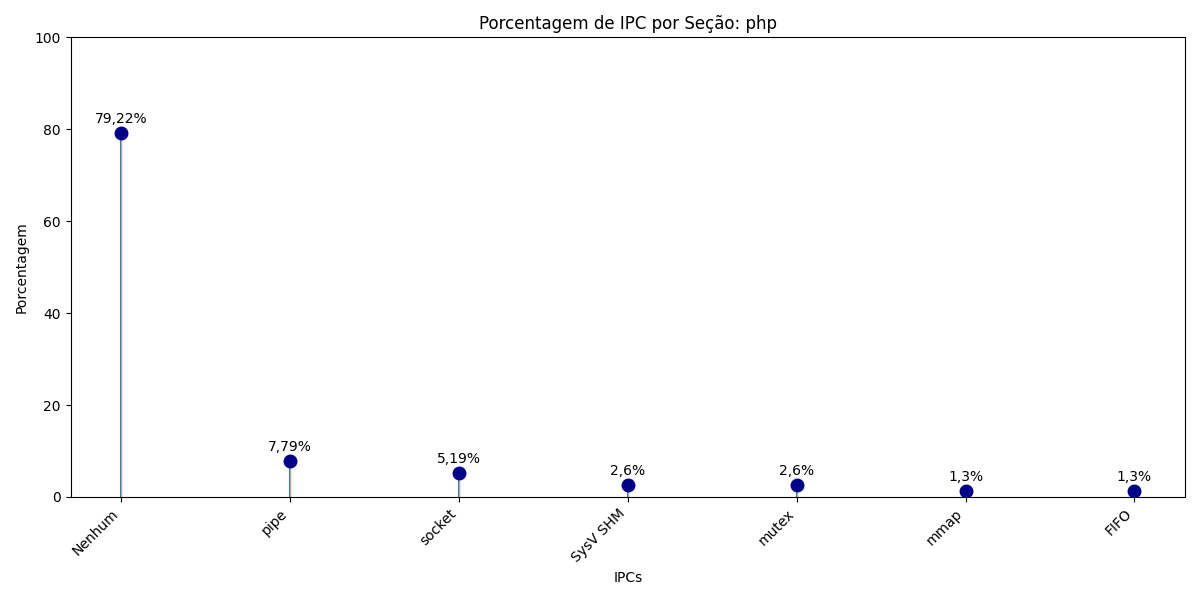 Porcentagem de IPC por Seção: php
100
80
60
40
20
0
Porcentagem
79,22%
7,79%
5,19%
2,6%
2,6%
1,3%
1,3%
Nenhum
pipe
socket
SysV SHM
mutex
mmap
FIFO
IPCs